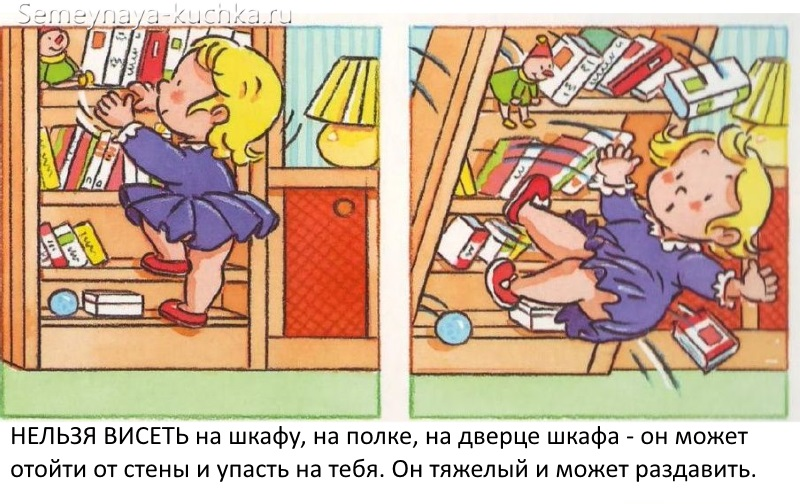 Semeynaya-kuchka.ru
НЕЛЬЗЯ ВИСЕТЬ на шкафу, на полке, на дверце шкафа - он может
отойти от стены и упасть на тебя. Он тяжелый и может раздавить.